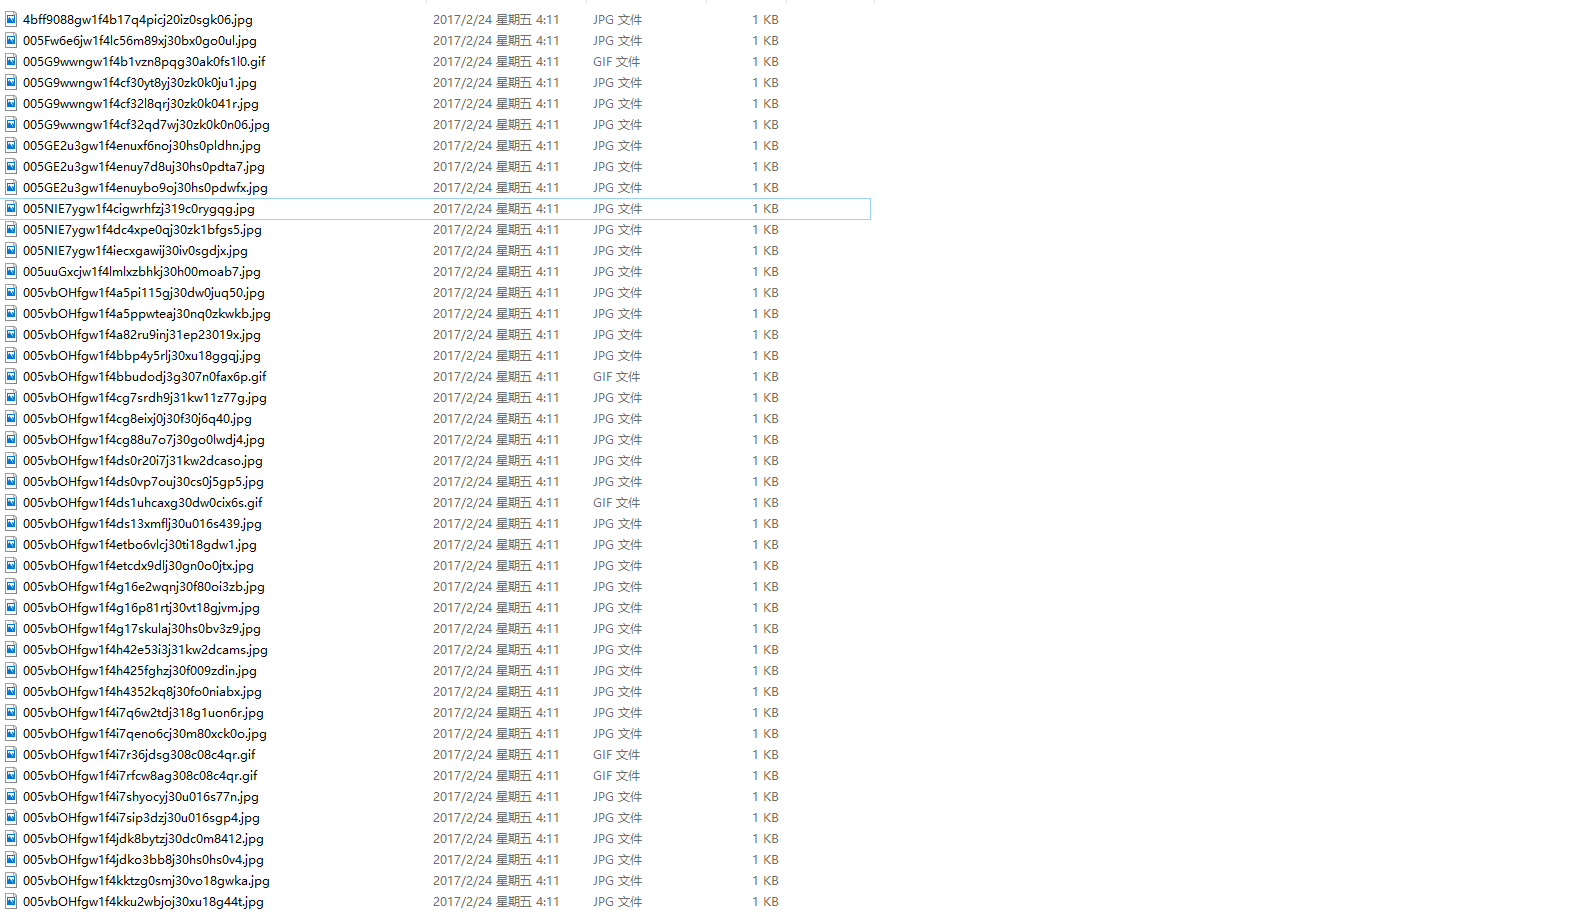 4bff9088gw1f4b17q4picj20iz0sgk06.jpg 2017/2/24 星期五 4:11 JPG 文件 1 KB
005Fw6e6jw1f4lc56m89xj30bx0go0ul.jpg 2017/2/24 星期五 4:11 JPG 文件 1 KB
005G9wwngw1f4b1vzn8pqg30ak0fs1l0.gif 2017/2/24 星期五 4:11 GIF 文件 1 KB
005G9wwngw1f4cf30yt8yj30zk0k0ju1.jpg 2017/2/24 星期五 4:11 JPG 文件 1 KB
005G9wwngw1f4cf32l8qrj30zk0k041r.jpg 2017/2/24 星期五 4:11 JPG 文件 1 KB
005G9wwngw1f4cf32qd7wj30zk0k0n06.jpg 2017/2/24 星期五 4:11 JPG 文件 1 KB
005GE2u3gw1f4enuxf6noj30hs0pldhn.jpg 2017/2/24 星期五 4:11 JPG 文件 1 KB
005GE2u3gw1f4enuy7d8uj30hs0pdta7.jpg 2017/2/24 星期五 4:11 JPG 文件 1 KB
005GE2u3gw1f4enuybo9oj30hs0pdwfx.jpg 2017/2/24 星期五 4:11 JPG 文件 1 KB
005NIE7ygw1f4cigwrhfzj319c0rygqg.jpg 2017/2/24 星期五 4:11 JPG 文件 1 KB
005NIE7ygw1f4dc4xpe0qj30zk1bfgs5.jpg 2017/2/24 星期五 4:11 JPG 文件 1 KB
005NIE7ygw1f4iecxgawij30iv0sgdjx.jpg 2017/2/24 星期五 4:11 JPG 文件 1 KB
005uuGxcjw1f4lmlxzbhkj30h00moab7.jpg 2017/2/24 星期五 4:11 JPG 文件 1 KB
005vbOHfgw1f4a5pi115gj30dw0juq50.jpg 2017/2/24 星期五 4:11 JPG 文件 1 KB
005vbOHfgw1f4a5ppwteaj30nq0zkwkb.jpg 2017/2/24 星期五 4:11 JPG 文件 1 KB
005vbOHfgw1f4a82ru9inj31ep23019x.jpg 2017/2/24 星期五 4:11 JPG 文件 1 KB
005vbOHfgw1f4bbp4y5rlj30xu18ggqj.jpg 2017/2/24 星期五 4:11 JPG 文件 1 KB
005vbOHfgw1f4bbudodj3g307n0fax6p.gif 2017/2/24 星期五 4:11 GIF 文件 1 KB
005vbOHfgw1f4cg7srdh9j31kw11z77g.jpg 2017/2/24 星期五 4:11 JPG 文件 1 KB
005vbOHfgw1f4cg8eixj0j30f30j6q40.jpg 2017/2/24 星期五 4:11 JPG 文件 1 KB
005vbOHfgw1f4cg88u7o7j30go0lwdj4.jpg 2017/2/24 星期五 4:11 JPG 文件 1 KB
005vbOHfgw1f4ds0r20i7j31kw2dcaso.jpg 2017/2/24 星期五 4:11 JPG 文件 1 KB
005vbOHfgw1f4ds0vp7ouj30cs0j5gp5.jpg 2017/2/24 星期五 4:11 JPG 文件 1 KB
005vbOHfgw1f4ds1uhcaxg30dw0cix6s.gif 2017/2/24 星期五 4:11 GIF 文件 1 KB
005vbOHfgw1f4ds13xmflj30u016s439.jpg 2017/2/24 星期五 4:11 JPG 文件 1 KB
005vbOHfgw1f4etbo6vlcj30ti18gdw1.jpg 2017/2/24 星期五 4:11 JPG 文件 1 KB
005vbOHfgw1f4etcdx9dlj30gn0o0jtx.jpg 2017/2/24 星期五 4:11 JPG 文件 1 KB
005vbOHfgw1f4g16e2wqnj30f80oi3zb.jpg 2017/2/24 星期五 4:11 JPG 文件 1 KB
005vbOHfgw1f4g16p81rtj30vt18gjvm.jpg 2017/2/24 星期五 4:11 JPG 文件 1 KB
005vbOHfgw1f4g17skulaj30hs0bv3z9.jpg 2017/2/24 星期五 4:11 JPG 文件 1 KB
005vbOHfgw1f4h42e53i3j31kw2dcams.jpg 2017/2/24 星期五 4:11 JPG 文件 1 KB
005vbOHfgw1f4h425fghzj30f009zdin.jpg 2017/2/24 星期五 4:11 JPG 文件 1 KB
005vbOHfgw1f4h4352kq8j30fo0niabx.jpg 2017/2/24 星期五 4:11 JPG 文件 1 KB
005vbOHfgw1f4i7q6w2tdj318g1uon6r.jpg 2017/2/24 星期五 4:11 JPG 文件 1 KB
005vbOHfgw1f4i7qeno6cj30m80xck0o.jpg 2017/2/24 星期五 4:11 JPG 文件 1 KB
005vbOHfgw1f4i7r36jdsg308c08c4qr.gif 2017/2/24 星期五 4:11 GIF 文件 1 KB
005vbOHfgw1f4i7rfcw8ag308c08c4qr.gif 2017/2/24 星期五 4:11 GIF 文件 1 KB
005vbOHfgw1f4i7shyocyj30u016s77n.jpg 2017/2/24 星期五 4:11 JPG 文件 1 KB
005vbOHfgw1f4i7sip3dzj30u016sgp4.jpg 2017/2/24 星期五 4:11 JPG 文件 1 KB
005vbOHfgw1f4jdk8bytzj30dc0m8412.jpg 2017/2/24 星期五 4:11 JPG 文件 1 KB
005vbOHfgw1f4jdko3bb8j30hs0hs0v4.jpg 2017/2/24 星期五 4:11 JPG 文件 1 KB
005vbOHfgw1f4kktzg0smj30vo18gwka.jpg 2017/2/24 星期五 4:11 JPG 文件 1 KB
005vbOHfgw1f4kku2wbjoj30xu18g44t.jpg 2017/2/24 星期五 4:11 JPG 文件 1 KB